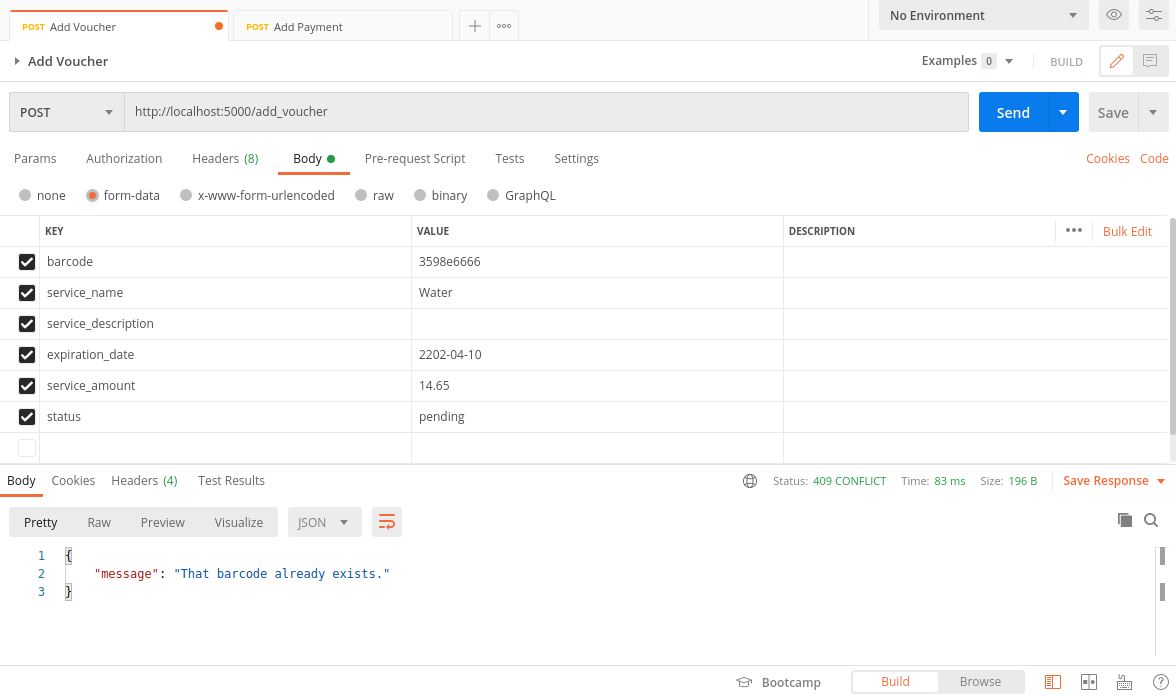 POST Add Voucher POST Add Payment No Environment
Add Voucher Examples 0 BUILD
POST http://localhost:5000/add_voucher Send Save
Params Authorization Headers (8) Body Pre-request Script Tests Settings Cookies Code
none form-data x-www-form-urlencoded raw binary GraphQL
KEY VALUE DESCRIPTION Bulk Edit
barcode 3598e6666
service_name Water
service_description
expiration_date 2202-04-10
service_amount 14.65
status pending
Body Cookies Headers (4) Test Results Status: 409 CONFLICT Time: 83 ms Size: 196 B Save Response
Pretty Raw Preview Visualize JSON
1 {
2 "message": "That barcode already exists."
3 }
Bootcamp Build Browse